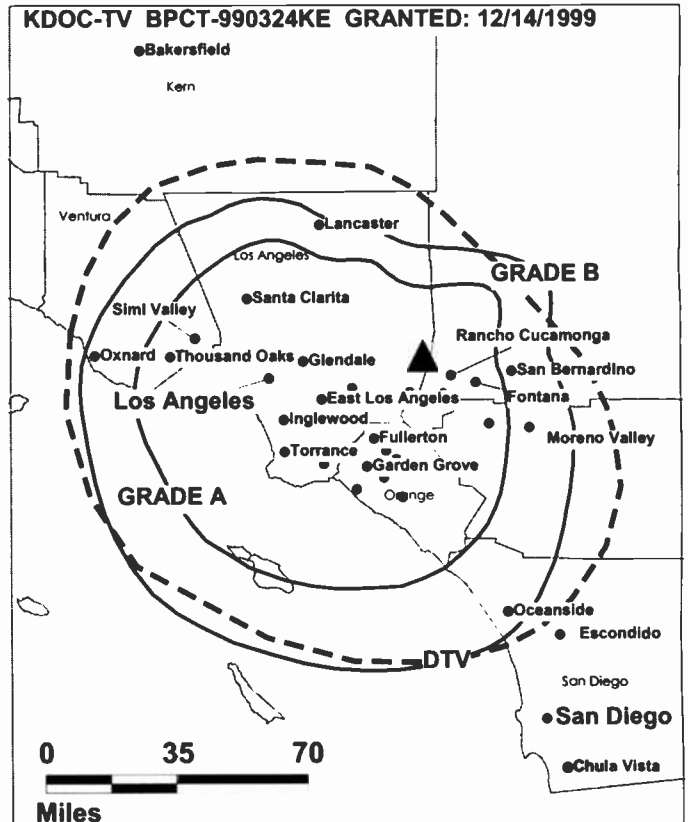 KDOC-TV BPCT-990324KE GRANTED: 12/14/1999
Bakersfield
Kern
Ventura
Lancaster
Los Angeles
GRADE B
Santa Clarita
Simi Valley
Rancho Cucamonga
Oxnard
Thousand Oaks
Glendale
San Bernardino
Los Angeles
East Los Angeles
Fontana
Inglewood
Fullerton
Moreno Valley
Torrance
Garden Grove
GRADE A
Orange
Oceanside
Escondido
DTV
San Diego
San Diego
Chula Vista
0 35 70
Miles